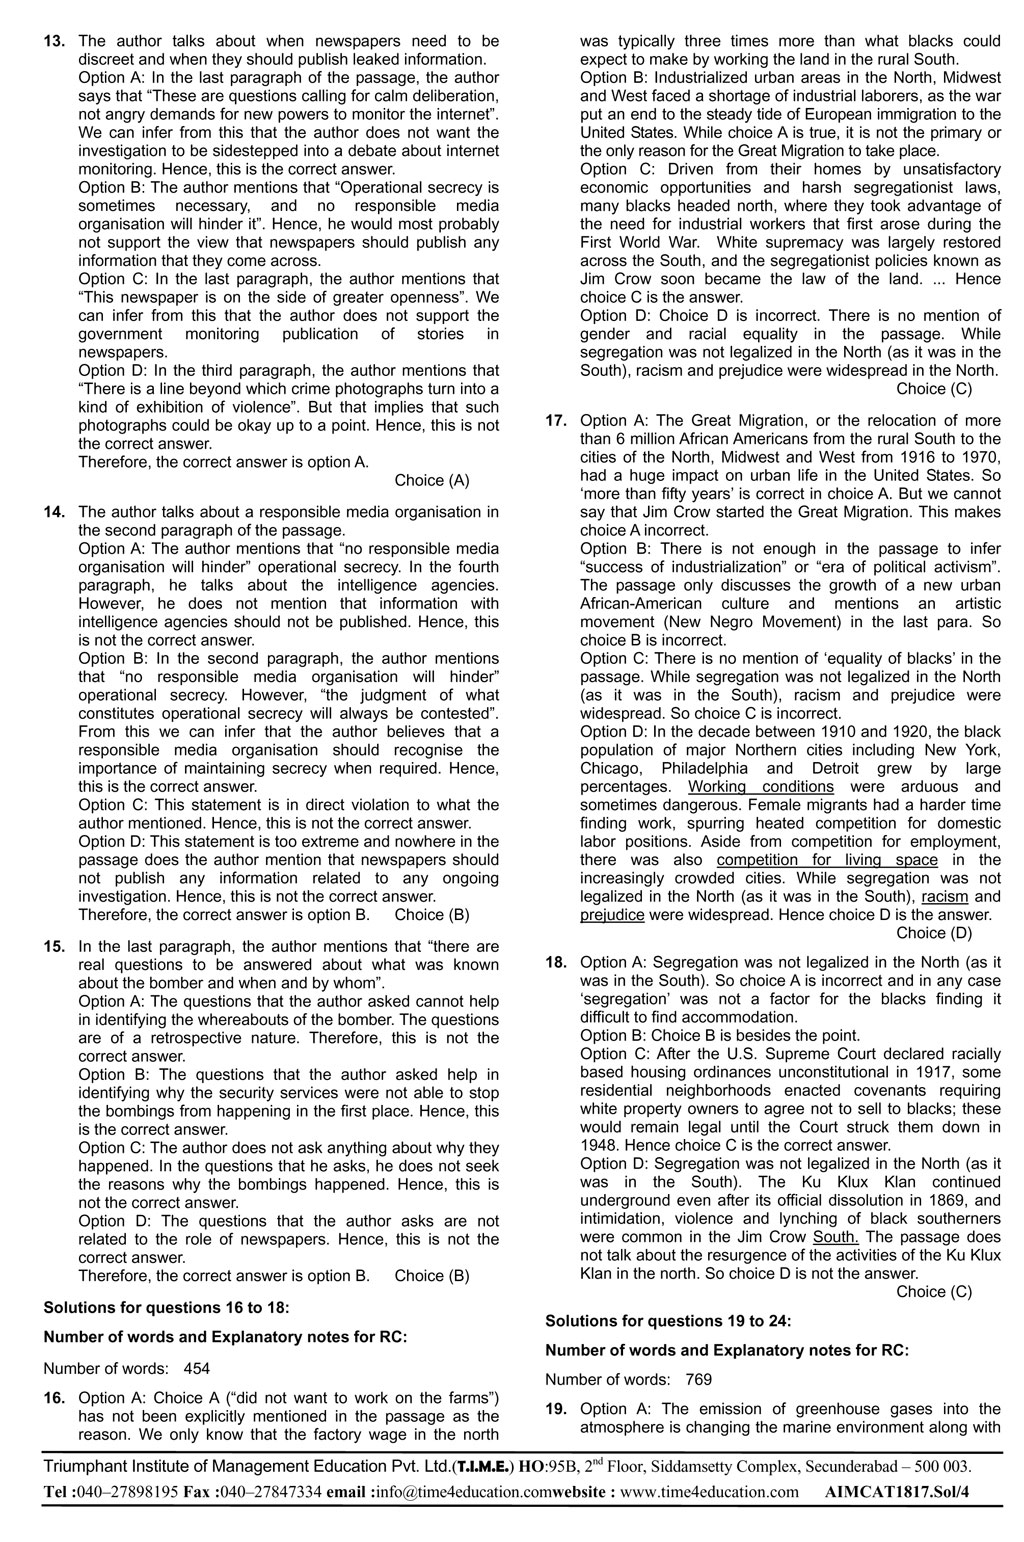 13. The author talks about when newspapers need to be
discreet and when they should publish leaked information.
Option A: In the last paragraph of the passage, the author
says that “These are questions calling for calm deliberation,
not angry demands for new powers to monitor the internet”.
We can infer from this that the author does not want the
investigation to be sidestepped into a debate about internet
monitoring. Hence, this is the correct answer.
Option B: The author mentions that “Operational secrecy is
sometimes necessary, and no responsible media
organisation will hinder it”. Hence, he would most probably
not support the view that newspapers should publish any
information that they come across.
Option C: In the last paragraph, the author mentions that
“This newspaper is on the side of greater openness”. We
can infer from this that the author does not support the
government monitoring publication of stories in
newspapers.
Option D: In the third paragraph, the author mentions that
“There is a line beyond which crime photographs turn into a
kind of exhibition of violence”. But that implies that such
photographs could be okay up to a point. Hence, this is not
the correct answer.
Therefore, the correct answer is option A.
Choice (A)
14. The author talks about a responsible media organisation in
the second paragraph of the passage.
Option A: The author mentions that “no responsible media
organisation will hinder” operational secrecy. In the fourth
paragraph, he talks about the intelligence agencies.
However, he does not mention that information with
intelligence agencies should not be published. Hence, this
is not the correct answer.
Option B: In the second paragraph, the author mentions
that “no responsible media organisation will hinder”
operational secrecy. However, “the judgment of what
constitutes operational secrecy will always be contested”.
From this we can infer that the author believes that a
responsible media organisation should recognise the
importance of maintaining secrecy when required. Hence,
this is the correct answer.
Option C: This statement is in direct violation to what the
author mentioned. Hence, this is not the correct answer.
Option D: This statement is too extreme and nowhere in the
passage does the author mention that newspapers should
not publish any information related to any ongoing
investigation. Hence, this is not the correct answer.
Therefore, the correct answer is option B. Choice (B)
15. In the last paragraph, the author mentions that “there are
real questions to be answered about what was known
about the bomber and when and by whom”.
Option A: The questions that the author asked cannot help
in identifying the whereabouts of the bomber. The questions
are of a retrospective nature. Therefore, this is not the
correct answer.
Option B: The questions that the author asked help in
identifying why the security services were not able to stop
the bombings from happening in the first place. Hence, this
is the correct answer.
Option C: The author does not ask anything about why they
happened. In the questions that he asks, he does not seek
the reasons why the bombings happened. Hence, this is
not the correct answer.
Option D: The questions that the author asks are not
related to the role of newspapers. Hence, this is not the
correct answer.
Therefore, the correct answer is option B. Choice (B)
Solutions for questions 16 to 18:
Number of words and Explanatory notes for RC:
Number of words: 454
16. Option A: Choice A (“did not want to work on the farms”)
has not been explicitly mentioned in the passage as the
reason. We only know that the factory wage in the north
was typically three times more than what blacks could
expect to make by working the land in the rural South.
Option B: Industrialized urban areas in the North, Midwest
and West faced a shortage of industrial laborers, as the war
put an end to the steady tide of European immigration to the
United States. While choice A is true, it is not the primary or
the only reason for the Great Migration to take place.
Option C: Driven from their homes by unsatisfactory
economic opportunities and harsh segregationist laws,
many blacks headed north, where they took advantage of
the need for industrial workers that first arose during the
First World War. White supremacy was largely restored
across the South, and the segregationist policies known as
Jim Crow soon became the law of the land. ... Hence
choice C is the answer.
Option D: Choice D is incorrect. There is no mention of
gender and racial equality in the passage. While
segregation was not legalized in the North (as it was in the
South), racism and prejudice were widespread in the North.
Choice (C)
17. Option A: The Great Migration, or the relocation of more
than 6 million African Americans from the rural South to the
cities of the North, Midwest and West from 1916 to 1970,
had a huge impact on urban life in the United States. So
‘more than fifty years’ is correct in choice A. But we cannot
say that Jim Crow started the Great Migration. This makes
choice A incorrect.
Option B: There is not enough in the passage to infer
“success of industrialization” or “era of political activism”.
The passage only discusses the growth of a new urban
African-American culture and mentions an artistic
movement (New Negro Movement) in the last para. So
choice B is incorrect.
Option C: There is no mention of ‘equality of blacks’ in the
passage. While segregation was not legalized in the North
(as it was in the South), racism and prejudice were
widespread. So choice C is incorrect.
Option D: In the decade between 1910 and 1920, the black
population of major Northern cities including New York,
Chicago, Philadelphia and Detroit grew by large
percentages. Working conditions were arduous and
sometimes dangerous. Female migrants had a harder time
finding work, spurring heated competition for domestic
labor positions. Aside from competition for employment,
there was also competition for living space in the
increasingly crowded cities. While segregation was not
legalized in the North (as it was in the South), racism and
prejudice were widespread. Hence choice D is the answer.
Choice (D)
18. Option A: Segregation was not legalized in the North (as it
was in the South). So choice A is incorrect and in any case
‘segregation’ was not a factor for the blacks finding it
difficult to find accommodation.
Option B: Choice B is besides the point.
Option C: After the U.S. Supreme Court declared racially
based housing ordinances unconstitutional in 1917, some
residential neighborhoods enacted covenants requiring
white property owners to agree not to sell to blacks; these
would remain legal until the Court struck them down in
1948. Hence choice C is the correct answer.
Option D: Segregation was not legalized in the North (as it
was in the South). The Ku Klux Klan continued
underground even after its official dissolution in 1869, and
intimidation, violence and lynching of black southerners
were common in the Jim Crow South. The passage does
not talk about the resurgence of the activities of the Ku Klux
Klan in the north. So choice D is not the answer.
Choice (C)
Solutions for questions 19 to 24:
Number of words and Explanatory notes for RC:
Number of words: 769
19. Option A: The emission of greenhouse gases into the
atmosphere is changing the marine environment along with
Triumphant Institute of Management Education Pvt. Ltd.(T.I.M.E.) HO:95B, 2nd Floor, Siddamsetty Complex, Secunderabad – 500 003.
Tel :040–27898195 Fax :040–27847334 email :info@time4education.comwebsite : www.time4education.com AIMCAT1817.Sol/4